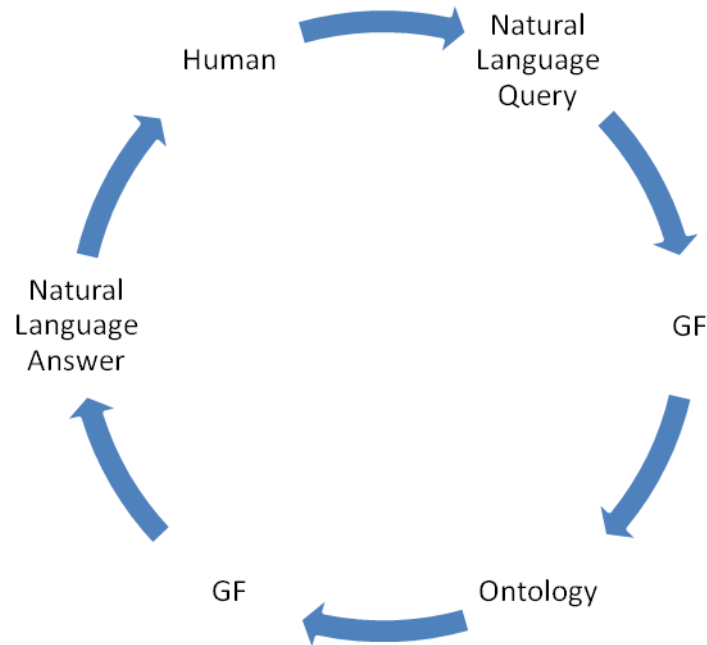 Human
Natural
Language
Query
GF
Ontology
GF
Natural
Language
Answer